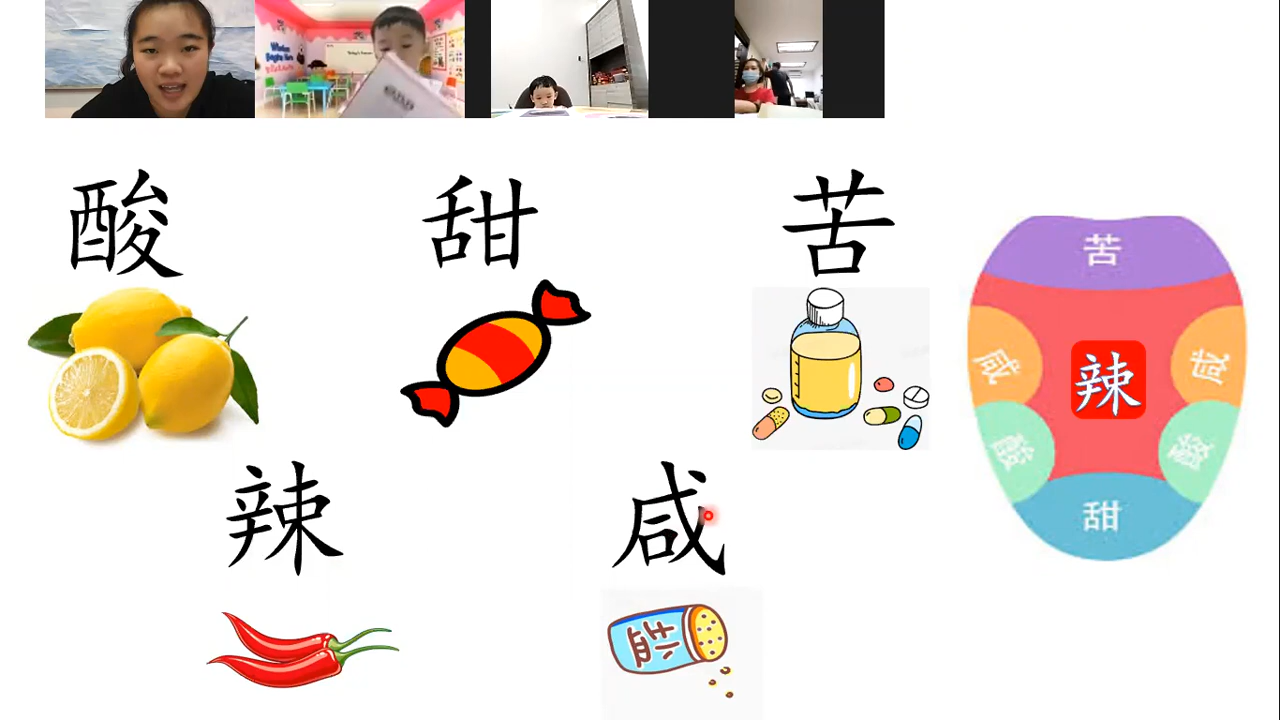 酸 甜 苦
辣 咸
苦
咸 咸
辣
酸 酸
甜